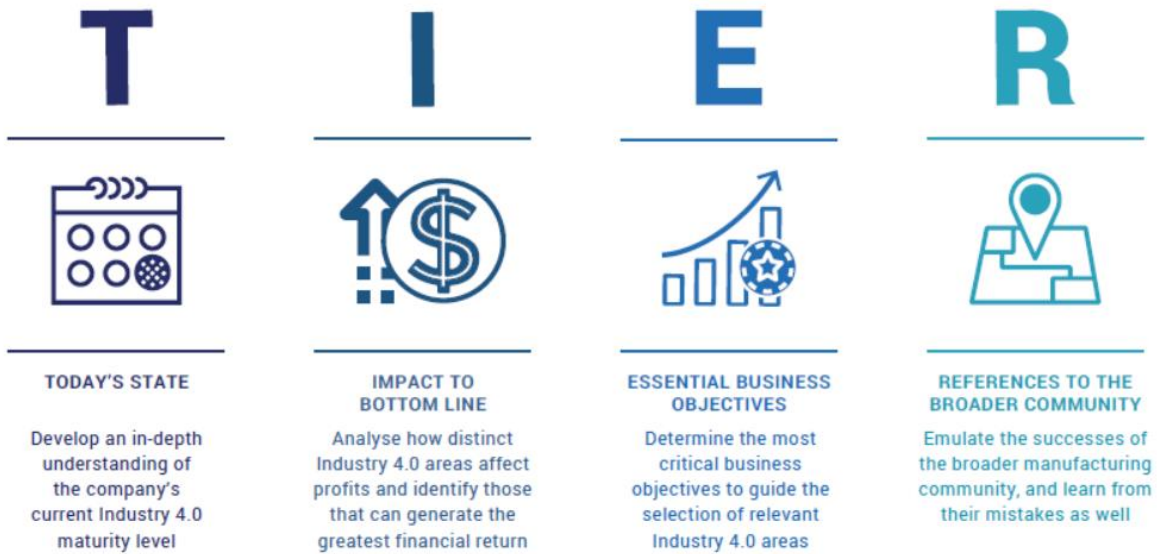 T
I
E
R
TODAY'S STATE
Develop an in-depth
understanding of
the company's
current Industry 4.0
maturity level
IMPACT TO
BOTTOM LINE
Analyse how distinct
Industry 4.0 areas affect
profits and identify those
that can generate the
greatest financial return
ESSENTIAL BUSINESS
OBJECTIVES
Determine the most
critical business
objectives to guide the
selection of relevant
Industry 4.0 areas
REFERENCES TO THE
BROADER COMMUNITY
Emulate the successes of
the broader manufacturing
community, and learn from
their mistakes as well